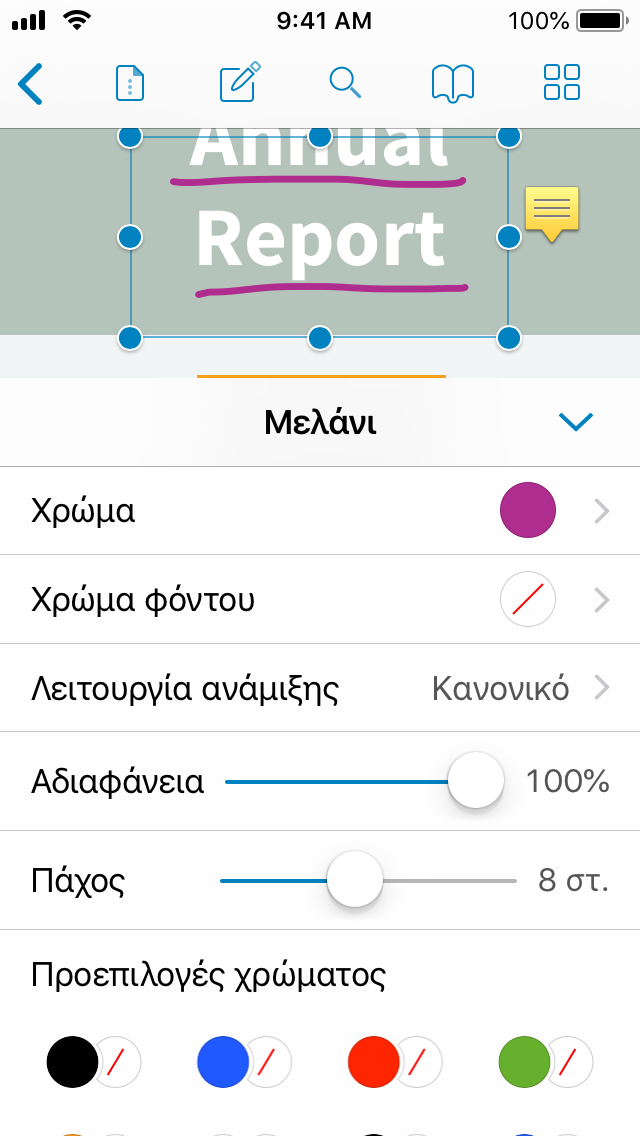 9:41 AM
100%
Annual
Report
Μελάνι
Χρώμα
Χρώμα φόντου
Λειτουργία ανάμιξης Κανονικό
Αδιαφάνεια 100%
Πάχος 8 στ.
Προεπιλογές χρώματος